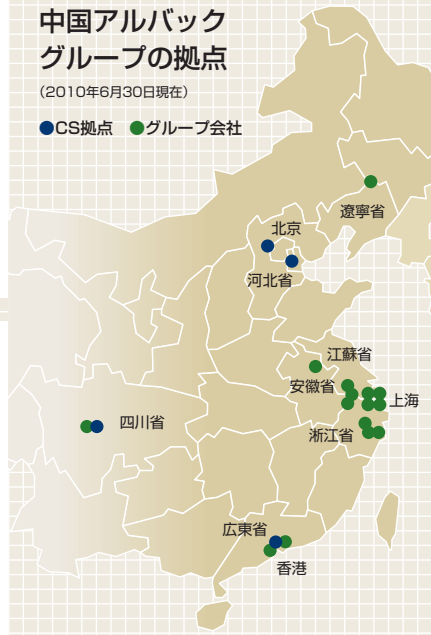 中国アルバック
グループの拠点
(2010年6月30日現在)
●CS拠点 ●グループ会社
遼寧省
北京
河北省
江蘇省
安徽省
上海
四川省
浙江省
広東省
香港